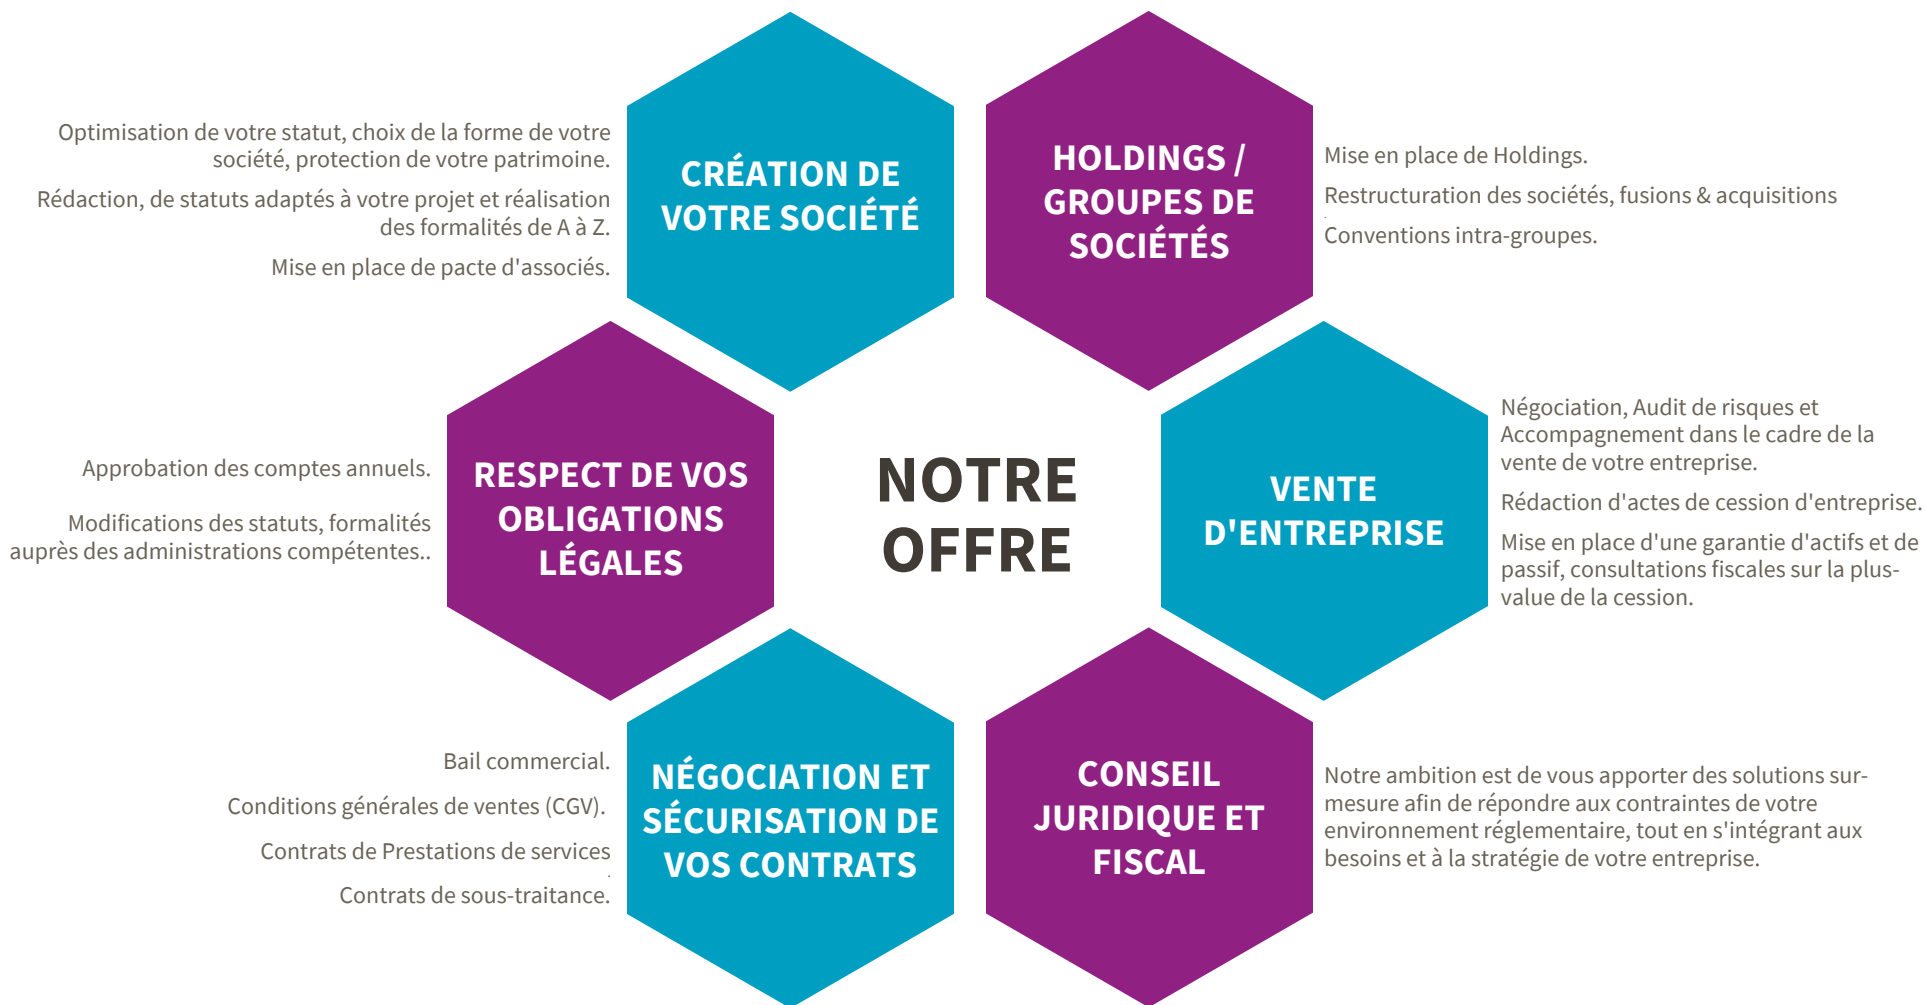 Optimisation de votre statut, choix de la forme de votre
société, protection de votre patrimoine.
Rédaction, de statuts adaptés à votre projet et réalisation
des formalités de A à Z.
Mise en place de pacte d'associés.
CRÉATION DE
VOTRE SOCIÉTÉ
HOLDINGS /
GROUPES DE
SOCIÉTÉS
Mise en place de Holdings.
Restructuration des sociétés, fusions & acquisitions
.
Conventions intra-groupes.
Approbation des comptes annuels.
Modifications des statuts, formalités
auprès des administrations compétentes..
RESPECT DE VOS
OBLIGATIONS
LÉGALES
NOTRE
OFFRE
VENTE
D'ENTREPRISE
Négociation, Audit de risques et
Accompagnement dans le cadre de la
vente de votre entreprise.
Rédaction d'actes de cession d'entreprise.
Mise en place d'une garantie d'actifs et de
passif, consultations fiscales sur la plus-
value de la cession.
Bail commercial.
Conditions générales de ventes (CGV).
Contrats de Prestations de services
.
Contrats de sous-traitance.
NÉGOCIATION ET
SÉCURISATION DE
VOS CONTRATS
CONSEIL
JURIDIQUE ET
FISCAL
Notre ambition est de vous apporter des solutions sur-
mesure afin de répondre aux contraintes de votre
environnement réglementaire, tout en s'intégrant aux
besoins et à la stratégie de votre entreprise.